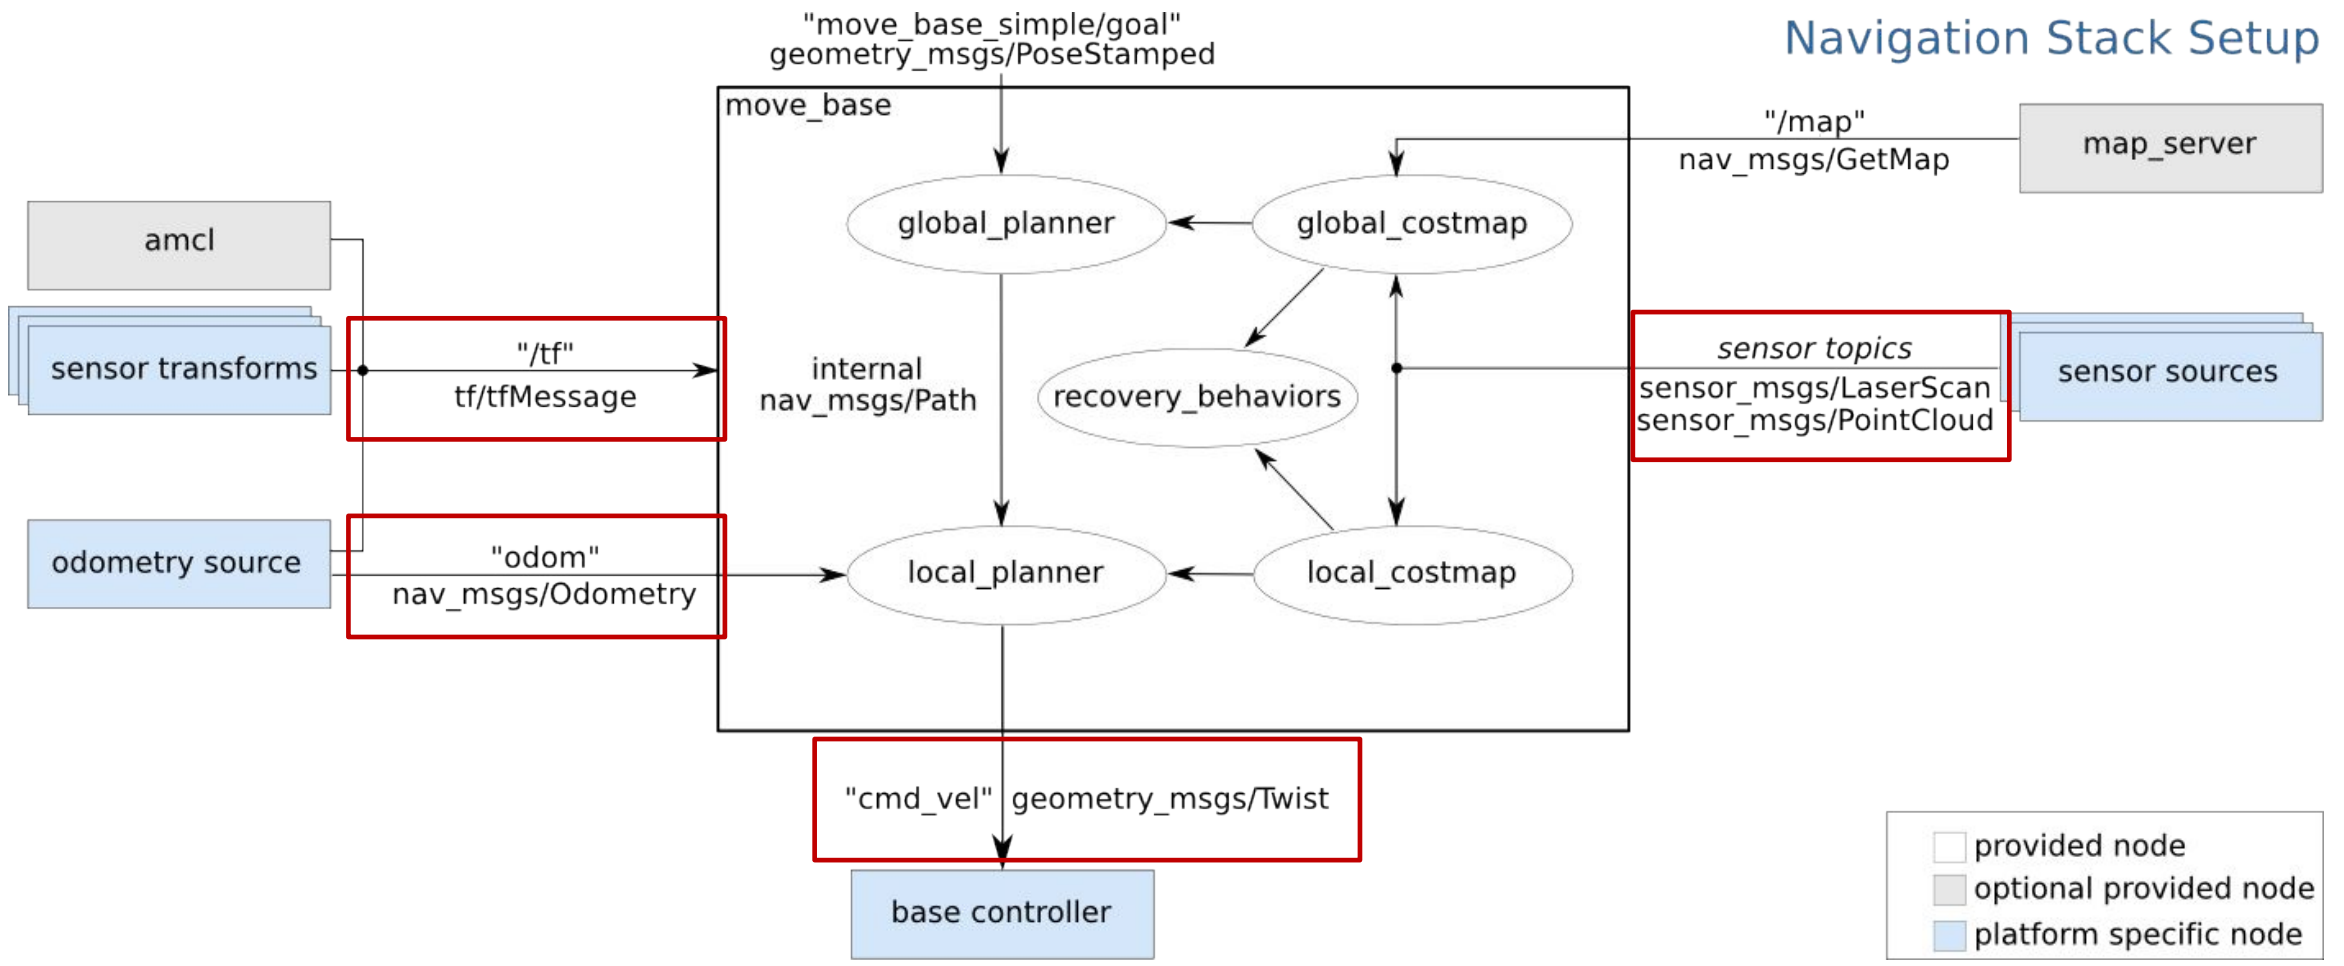 "move_base_simple/goal"
geometry_msgs/PoseStamped
Navigation Stack Setup
move_base
"/map"
nav_msgs/GetMap
map_server
amcl
global_planner
global_costmap
sensor transforms
"/tf"
tf/tfMessage
internal
nav_msgs/Path
recovery_behaviors
sensor topics
sensor_msgs/LaserScan
sensor_msgs/PointCloud
sensor sources
odometry source
"odom"
nav_msgs/Odometry
local_planner
local_costmap
"cmd_vel" geometry_msgs/Twist
base controller
provided node
optional provided node
platform specific node